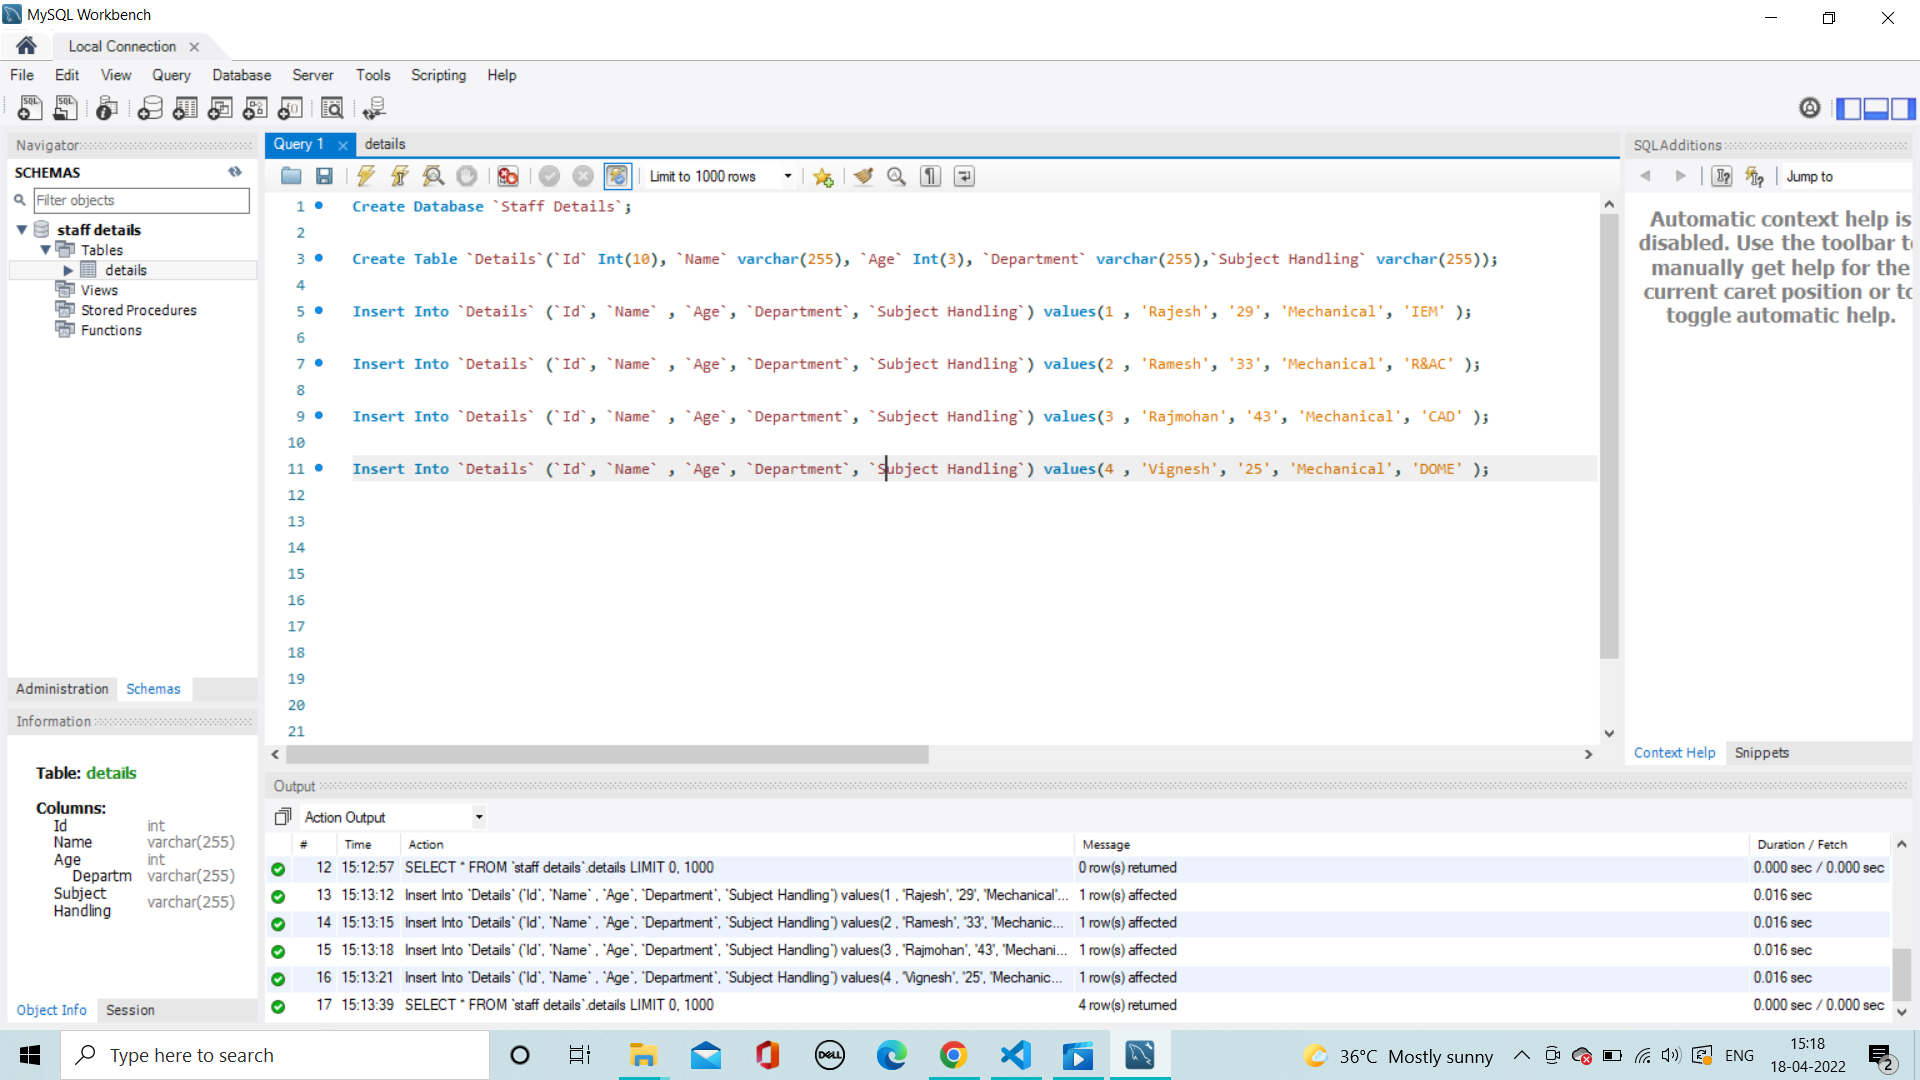 MySQL Workbench
Local Connection
File Edit View Query Database Server Tools Scripting Help
Navigator
SCHEMAS
Filter objects
staff details
Tables
details
Views
Stored Procedures
Functions
Administration Schemas
Information
Table: details
Columns:
Id int
Name varchar(255)
Age int
Departm varchar(255)
Subject
Handling varchar(255)
Object Info Session
Query 1 details
Limit to 1000 rows
1 Create Database `Staff Details`;
2
3 Create Table `Details`(`Id` Int(10), `Name` varchar(255), `Age` Int(3), `Department` varchar(255),`Subject Handling` varchar(255));
4
5 Insert Into `Details` (`Id`, `Name` , `Age`, `Department`, `Subject Handling`) values(1 , 'Rajesh', '29', 'Mechanical', 'IEM' );
6
7 Insert Into `Details` (`Id`, `Name` , `Age`, `Department`, `Subject Handling`) values(2 , 'Ramesh', '33', 'Mechanical', 'R&AC' );
8
9 Insert Into `Details` (`Id`, `Name` , `Age`, `Department`, `Subject Handling`) values(3 , 'Rajmohan', '43', 'Mechanical', 'CAD' );
10
11 Insert Into `Details` (`Id`, `Name` , `Age`, `Department`, `Subject Handling`) values(4 , 'Vignesh', '25', 'Mechanical', 'DOME' );
12
13
14
15
16
17
18
19
20
21
SQLAdditions
Jump to
Automatic context help is
disabled. Use the toolbar t
manually get help for the
current caret position or to
toggle automatic help.
Context Help Snippets
Output
Action Output
# Time Action Message Duration / Fetch
12 15:12:57 SELECT * FROM `staff details`.details LIMIT 0, 1000 0 row(s) returned 0.000 sec / 0.000 sec
13 15:13:12 Insert Into `Details` (`Id`, `Name` , `Age`, `Department`, `Subject Handling`) values(1 , 'Rajesh', '29', 'Mechanical'... 1 row(s) affected 0.016 sec
14 15:13:15 Insert Into `Details` (`Id`, `Name` , `Age`, `Department`, `Subject Handling`) values(2 , 'Ramesh', '33', 'Mechanic... 1 row(s) affected 0.016 sec
15 15:13:18 Insert Into `Details` (`Id`, `Name` , `Age`, `Department`, `Subject Handling`) values(3 , 'Rajmohan', '43', 'Mechani... 1 row(s) affected 0.016 sec
16 15:13:21 Insert Into `Details` (`Id`, `Name` , `Age`, `Department`, `Subject Handling`) values(4 , 'Vignesh', '25', 'Mechanic... 1 row(s) affected 0.016 sec
17 15:13:39 SELECT * FROM `staff details`.details LIMIT 0, 1000 4 row(s) returned 0.000 sec / 0.000 sec
Type here to search
DELL
36°C Mostly sunny
ENG
15:18
18-04-2022
2